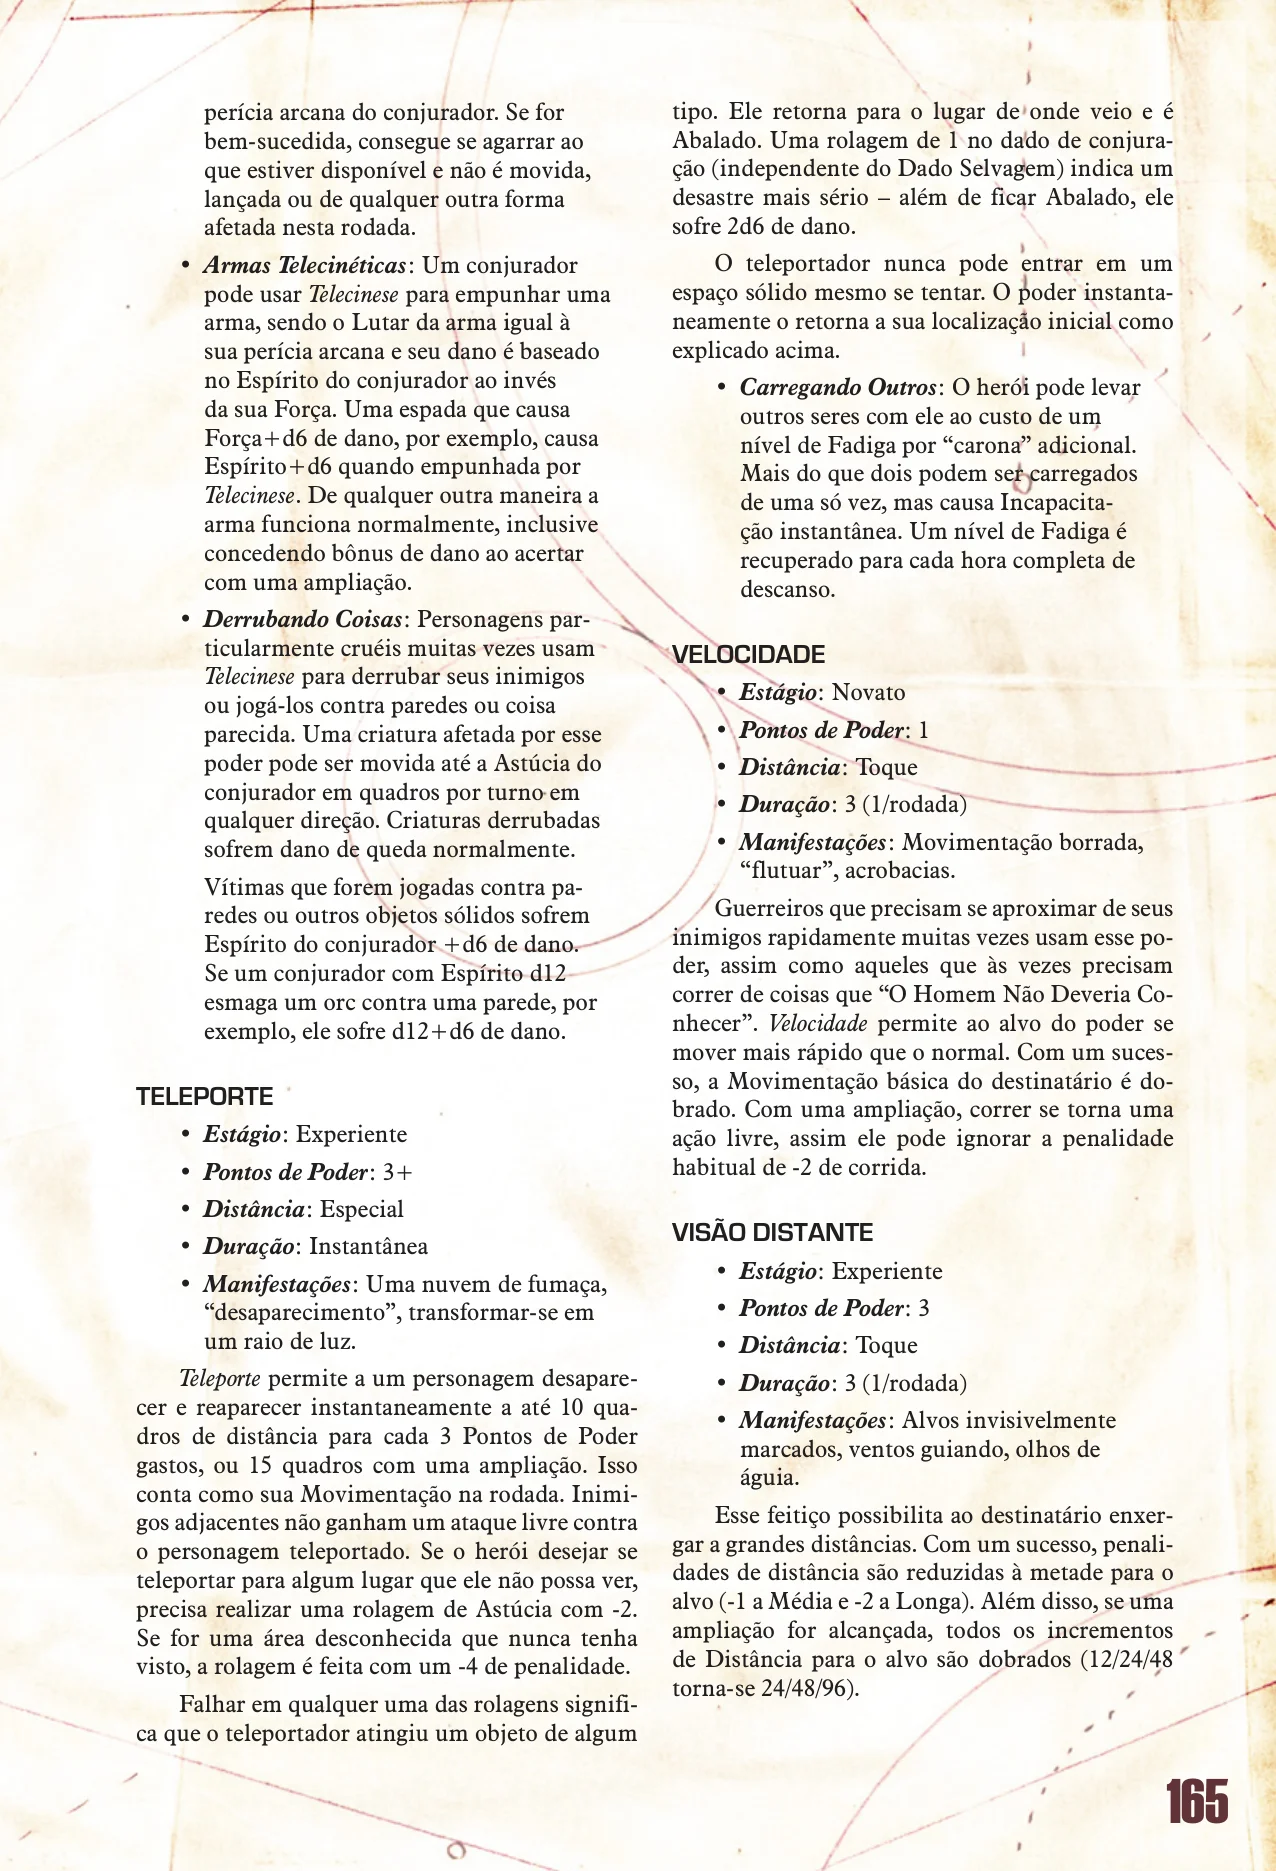 perícia arcana do conjurador. Se for
bem-sucedida, consegue se agarrar ao
que estiver disponível e não é movida,
lançada ou de qualquer outra forma
afetada nesta rodada.
• Armas Telecinéticas: Um conjurador
pode usar Telecinese para empunhar uma
arma, sendo o Lutar da arma igual à
sua perícia arcana e seu dano é baseado
no Espírito do conjurador ao invés
da sua Força. Uma espada que causa
Força+d6 de dano, por exemplo, causa
Espírito+d6 quando empunhada por
Telecinese. De qualquer outra maneira a
arma funciona normalmente, inclusive
concedendo bônus de dano ao acertar
com uma ampliação.
• Derrubando Coisas: Personagens par-
ticularmente cruéis muitas vezes usam
Telecinese para derrubar seus inimigos
ou jogá-los contra paredes ou coisa
parecida. Uma criatura afetada por esse
poder pode ser movida até a Astúcia do
conjurador em quadros por turno em
qualquer direção. Criaturas derrubadas
sofrem dano de queda normalmente.
Vítimas que forem jogadas contra pa-
redes ou outros objetos sólidos sofrem
Espírito do conjurador +d6 de dano.
Se um conjurador com Espírito d12
esmaga um orc contra uma parede, por
exemplo, ele sofre d12+d6 de dano.
TELEPORTE
• Estágio: Experiente
• Pontos de Poder: 3+
• Distância: Especial
• Duração: Instantânea
• Manifestações: Uma nuvem de fumaça,
“desaparecimento”, transformar-se em
um raio de luz.
Teleporte permite a um personagem desapare-
cer e reaparecer instantaneamente a até 10 qua-
dros de distância para cada 3 Pontos de Poder
gastos, ou 15 quadros com uma ampliação. Isso
conta como sua Movimentação na rodada. Inimi-
gos adjacentes não ganham um ataque livre contra
o personagem teleportado. Se o herói desejar se
teleportar para algum lugar que ele não possa ver,
precisa realizar uma rolagem de Astúcia com -2.
Se for uma área desconhecida que nunca tenha
visto, a rolagem é feita com um -4 de penalidade.
Falhar em qualquer uma das rolagens signifi-
ca que o teleportador atingiu um objeto de algum
tipo. Ele retorna para o lugar de onde veio e é
Abalado. Uma rolagem de 1 no dado de conjura-
ção (independente do Dado Selvagem) indica um
desastre mais sério – além de ficar Abalado, ele
sofre 2d6 de dano.
O teleportador nunca pode entrar em um
espaço sólido mesmo se tentar. O poder instanta-
neamente o retorna a sua localização inicial como
explicado acima.
• Carregando Outros: O herói pode levar
outros seres com ele ao custo de um
nível de Fadiga por “carona” adicional.
Mais do que dois podem ser carregados
de uma só vez, mas causa Incapacita-
ção instantânea. Um nível de Fadiga é
recuperado para cada hora completa de
descanso.
VELOCIDADE
• Estágio: Novato
• Pontos de Poder: 1
• Distância: Toque
• Duração: 3 (1/rodada)
• Manifestações: Movimentação borrada,
“flutuar”, acrobacias.
Guerreiros que precisam se aproximar de seus
inimigos rapidamente muitas vezes usam esse po-
der, assim como aqueles que às vezes precisam
correr de coisas que “O Homem Não Deveria Co-
nhecer”. Velocidade permite ao alvo do poder se
mover mais rápido que o normal. Com um suces-
so, a Movimentação básica do destinatário é do-
brado. Com uma ampliação, correr se torna uma
ação livre, assim ele pode ignorar a penalidade
habitual de -2 de corrida.
VISÃO DISTANTE
• Estágio: Experiente
• Pontos de Poder: 3
• Distância: Toque
• Duração: 3 (1/rodada)
• Manifestações: Alvos invisivelmente
marcados, ventos guiando, olhos de
águia.
Esse feitiço possibilita ao destinatário enxer-
gar a grandes distâncias. Com um sucesso, penali-
dades de distância são reduzidas à metade para o
alvo (-1 a Média e -2 a Longa). Além disso, se uma
ampliação for alcançada, todos os incrementos
de Distância para o alvo são dobrados (12/24/48
torna-se 24/48/96).
165